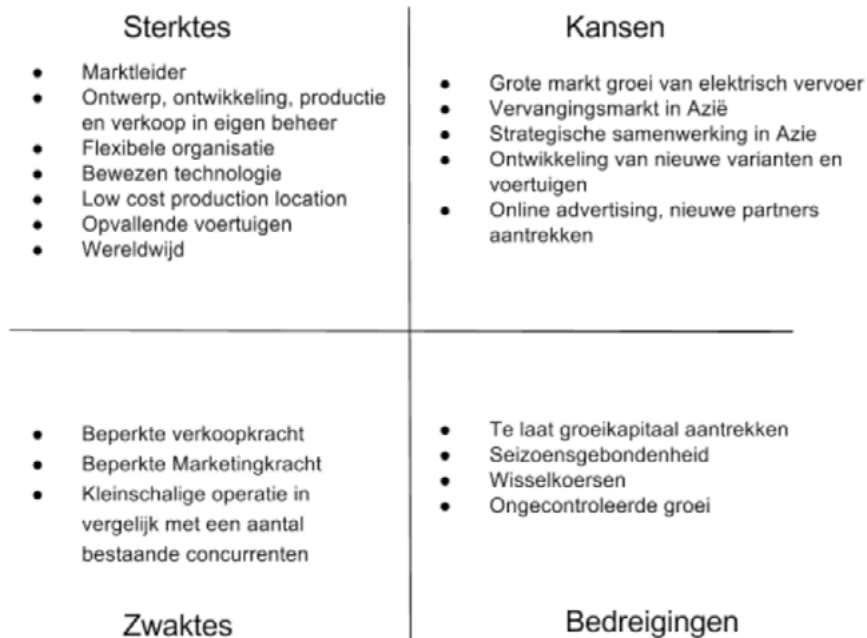 Sterktes
● Marktleider
● Ontwerp, ontwikkeling, productie
en verkoop in eigen beheer
● Flexibele organisatie
● Bewezen technologie
● Low cost production location
● Opvallende voertuigen
● Wereldwijd
Kansen
● Grote markt groei van elektrisch vervoer
● Vervangingsmarkt in Azië
● Strategische samenwerking in Azie
● Ontwikkeling van nieuwe varianten en
voertuigen
● Online advertising, nieuwe partners
aantrekken
● Beperkte verkoopkracht
● Beperkte Marketingkracht
● Kleinschalige operatie in
vergelijk met een aantal
bestaande concurrenten
Zwaktes
● Te laat groeikapitaal aantrekken
● Seizoensgebondenheid
● Wisselkoersen
● Ongecontroleerde groei
Bedreigingen